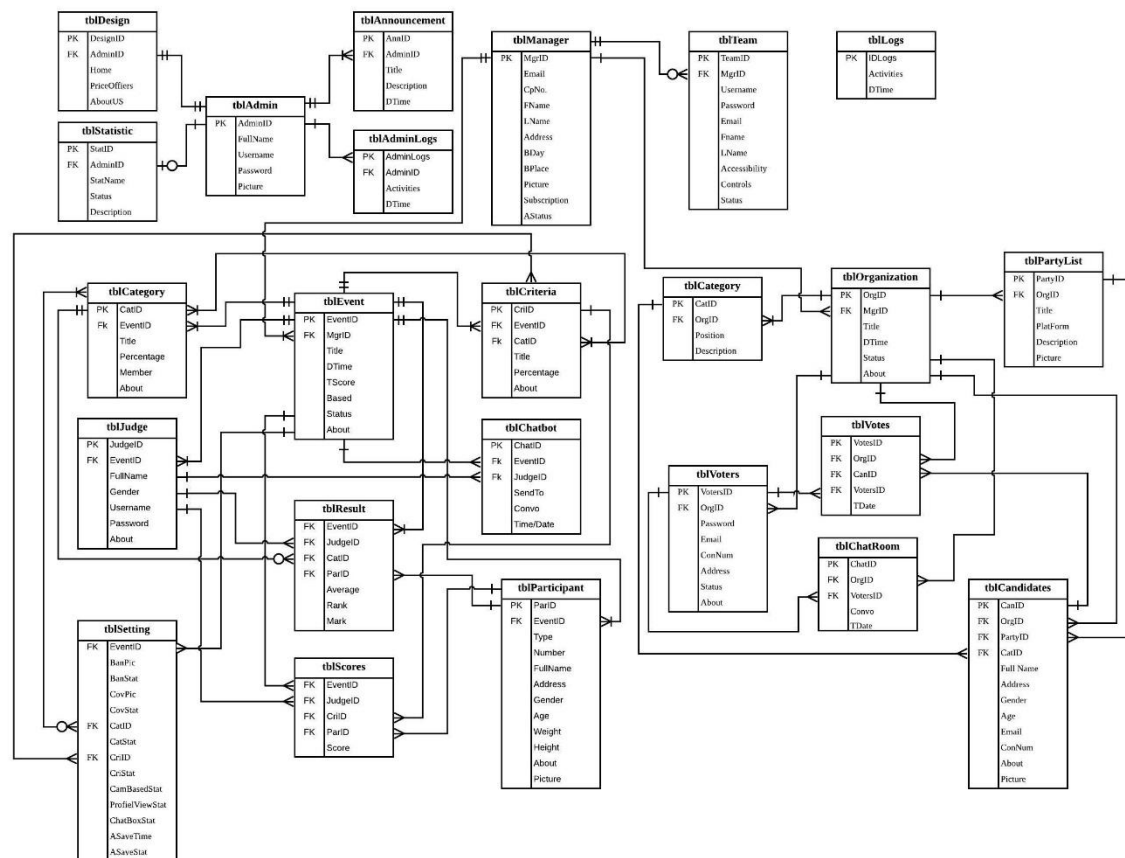 tblDesign
PK DesignID
FK AdminID
Home
PriceOffiers
AboutUS
tblAnnouncement
PK AnnID
FK AdminID
Title
Description
DTime
tblManager
PK MgrID
Email
CpNo.
FName
LName
Address
BDay
BPlace
Picture
Subscription
AStatus
tblTeam
PK TeamID
FK MgrID
Username
Password
Email
Fname
LName
Accessibility
Controls
Status
tblLogs
PK IDLogs
Activities
DTime
tblAdmin
PK AdminID
FullName
Username
Password
Picture
tblStatistic
PK StatID
FK AdminID
StatName
Status
Description
tblAdminLogs
PK AdminLogs
FK AdminID
Activities
DTime
tblCategory
PK CatID
Fk EventID
Title
Percentage
Member
About
tblEvent
PK EventID
FK MgrID
Title
DTime
TScore
Based
Status
About
tblCriteria
PK CriID
FK EventID
Fk CatID
Title
Percentage
About
tblCategory
PK CatID
FK OrgID
Position
Description
tblOrganization
PK OrgID
FK MgrID
Title
DTime
Status
About
tblPartyList
PK PartyID
FK OrgID
Title
PlatForm
Description
Picture
tblJudge
PK JudgeID
FK EventID
FullName
Gender
Username
Password
About
tblChatbot
PK ChatID
Fk EventID
Fk JudgeID
SendTo
Convo
Time/Date
tblVotes
PK VotesID
FK OrgID
FK CanID
FK VotersID
TDate
tblVoters
PK VotersID
FK OrgID
Password
Email
ConNum
Address
Status
About
tblResult
FK EventID
FK JudgeID
FK CatID
FK ParID
Average
Rank
Mark
tblChatRoom
PK ChatID
FK OrgID
FK VotersID
Convo
TDate
tblParticipant
PK ParID
FK EventID
Type
Number
FullName
Address
Gender
Age
Weight
Height
About
Picture
tblCandidates
PK CanID
FK OrgID
FK PartyID
FK CatID
Full Name
Address
Gender
Age
Email
ConNum
About
Picture
tblSetting
FK EventID
BanPic
BanStat
CovPic
CovStat
FK CatID
CatStat
FK CriID
CriStat
CamBasedStat
ProfielViewStat
ChatBoxStat
ASaveTime
ASaveStat
tblScores
FK EventID
FK JudgeID
FK CriID
FK ParID
Score